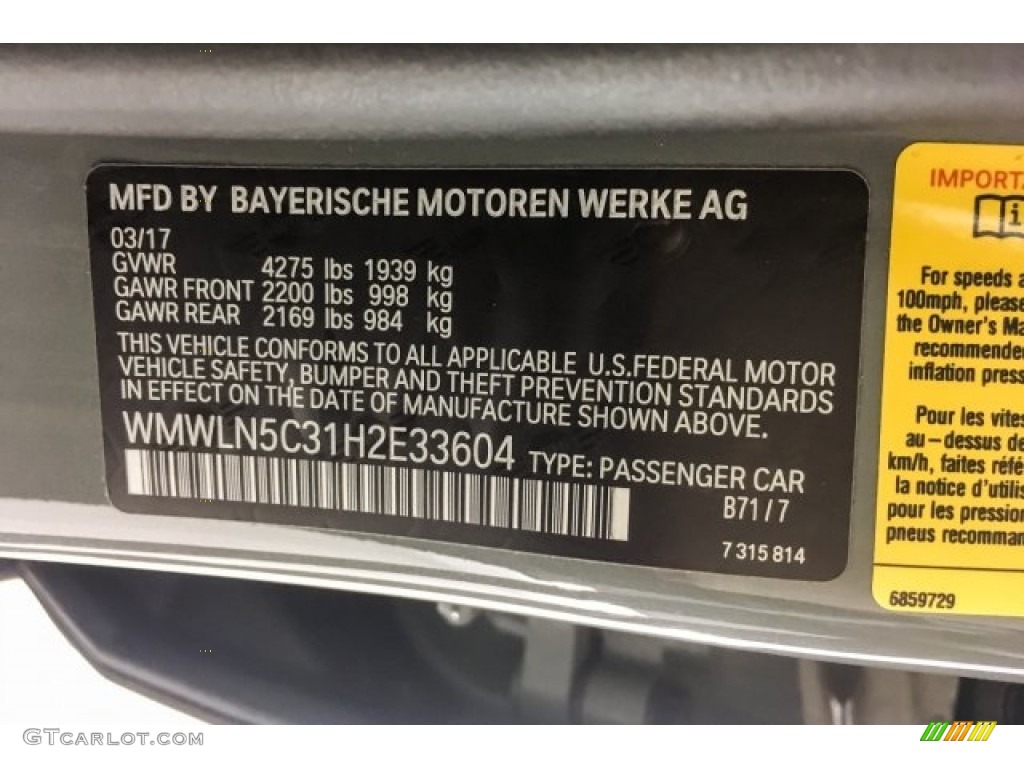 MFD BY BAYERISCHE MOTOREN WERKE AG
03/17
GVWR 4275 lbs 1939 kg
GAWR FRONT 2200 lbs 998 kg
GAWR REAR 2169 lbs 984 kg
THIS VEHICLE CONFORMS TO ALL APPLICABLE U.S.FEDERAL MOTOR
VEHICLE SAFETY, BUMPER AND THEFT PREVENTION STANDARDS
IN EFFECT ON THE DATE OF MANUFACTURE SHOWN ABOVE.
WMWLN5C31H2E33604 TYPE: PASSENGER CAR
B71/7
7 315 814
IMPORTA
i
For speeds a
100mph, please
the Owner's Ma
recommende
inflation press
Pour les vites
au-dessus de
km/h, faites réfé
la notice d'utilis
pour les pression
pneus recomman
6859729
GTCARLOT.COM